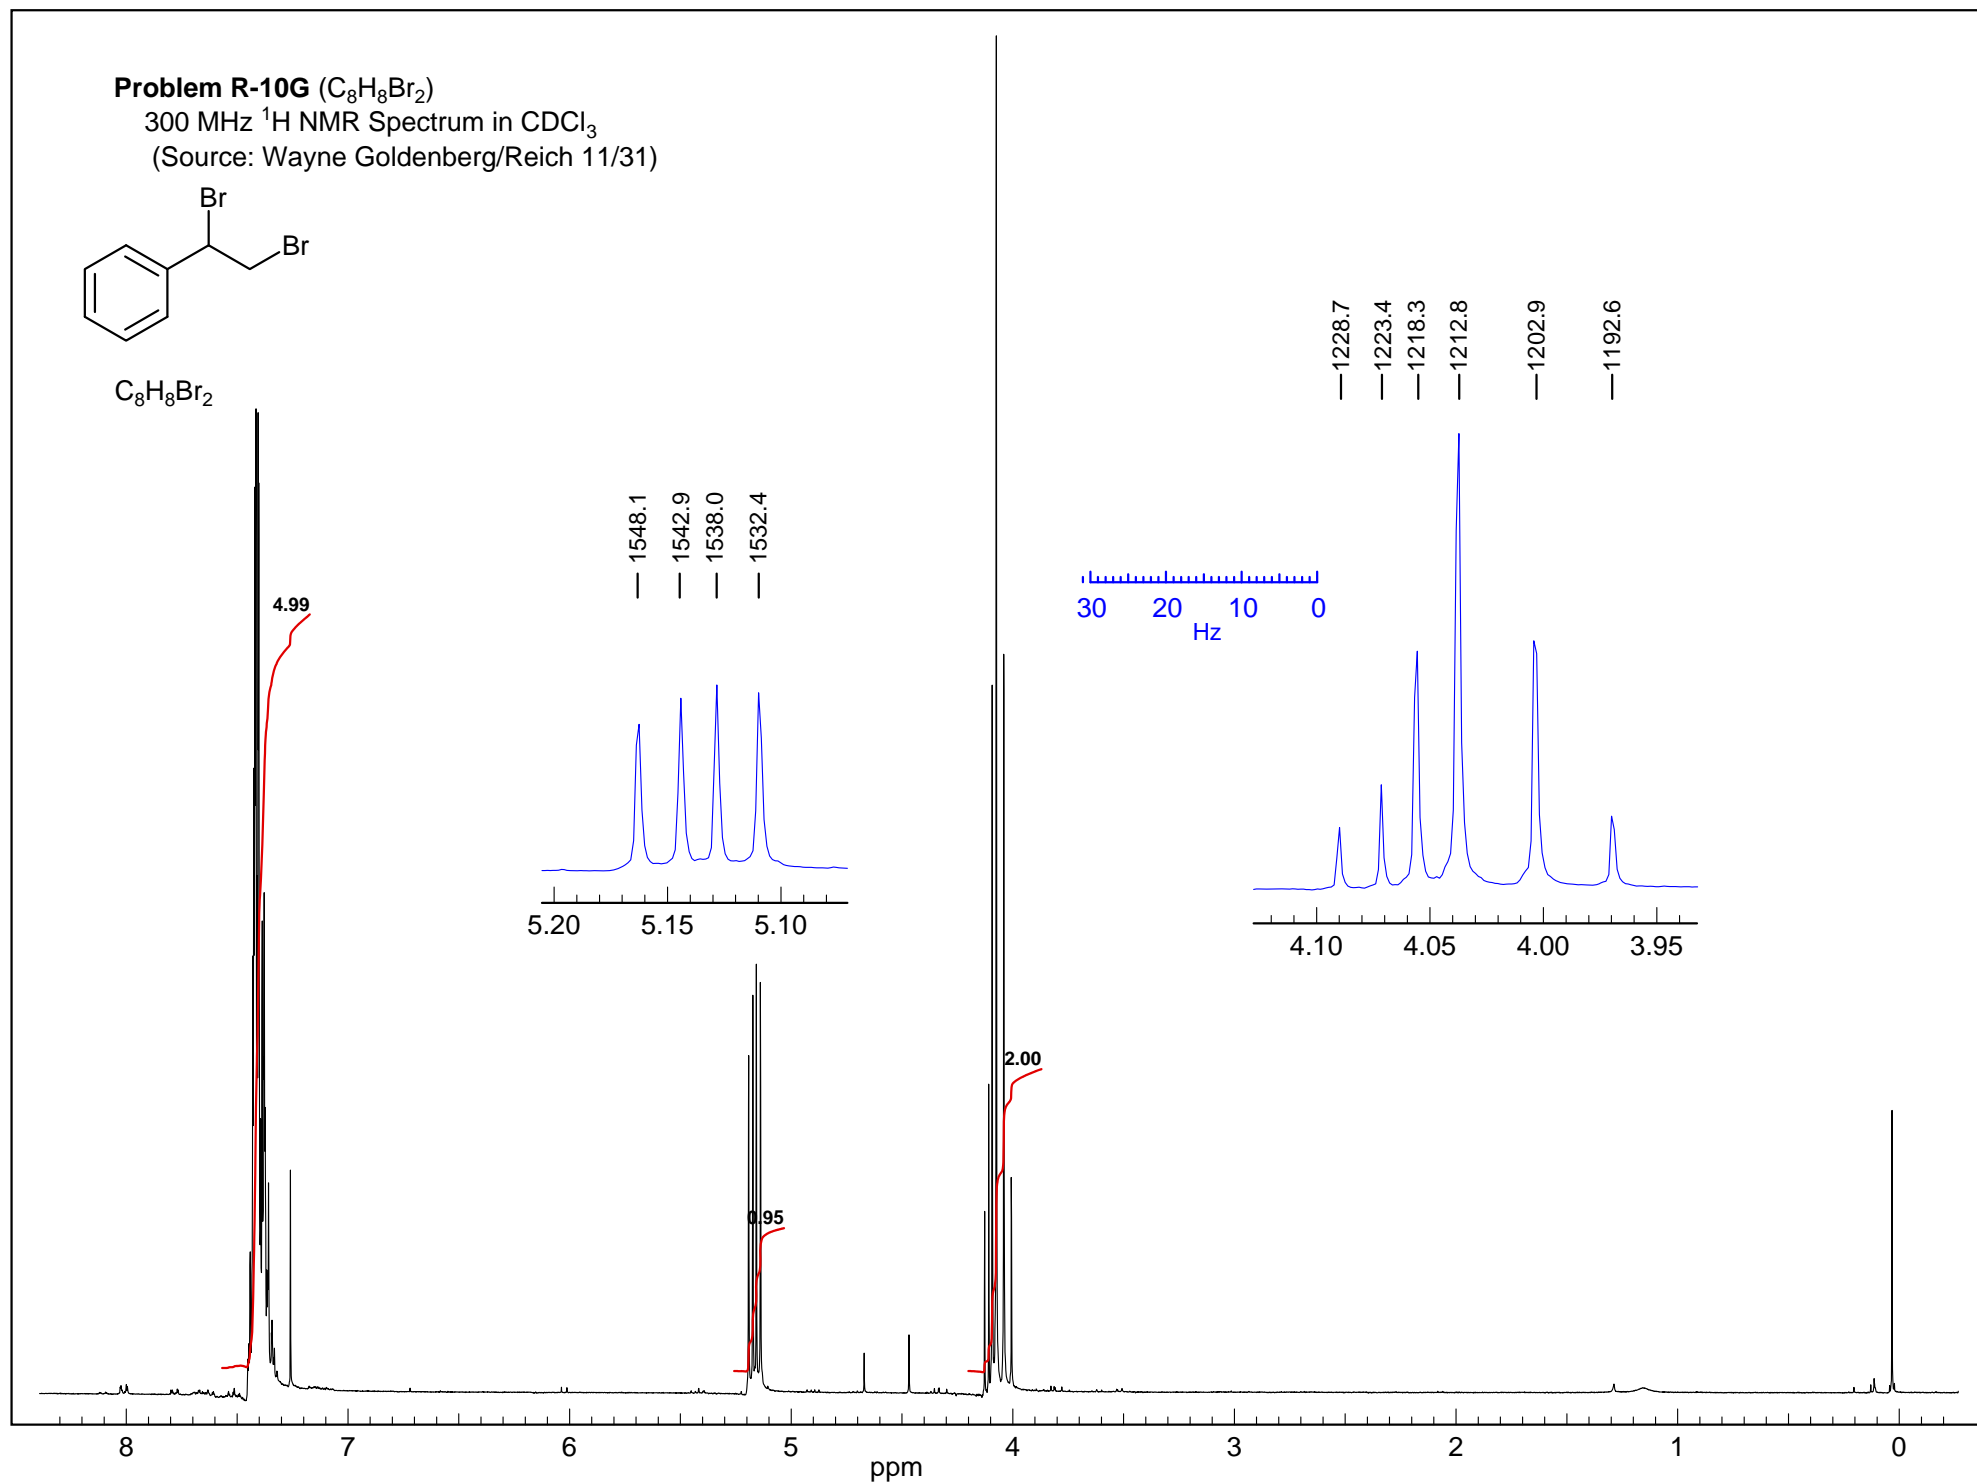 Problem R-10G (C₈H₈Br₂)
300 MHz ¹H NMR Spectrum in CDCl₃
(Source: Wayne Goldenberg/Reich 11/31)
Br
Br
C₈H₈Br₂
4.99
1548.1
1542.9
1538.0
1532.4
5.20 5.15 5.10
0.95
30 20 10 0
Hz
1228.7
1223.4
1218.3
1212.8
1202.9
1192.6
4.10 4.05 4.00 3.95
2.00
8 7 6 5 4 3 2 1 0
ppm